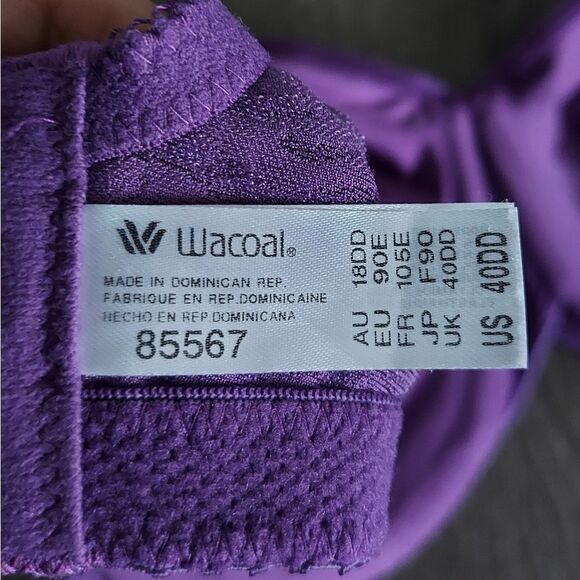 Wacoal®
MADE IN DOMINICAN REP.
FABRIQUE EN REP.DOMINICAINE
HECHO EN REP.DOMINICANA
85567
AU 18DD
EU 90E
FR 105E
JP F90
UK 40DD
US 40DD